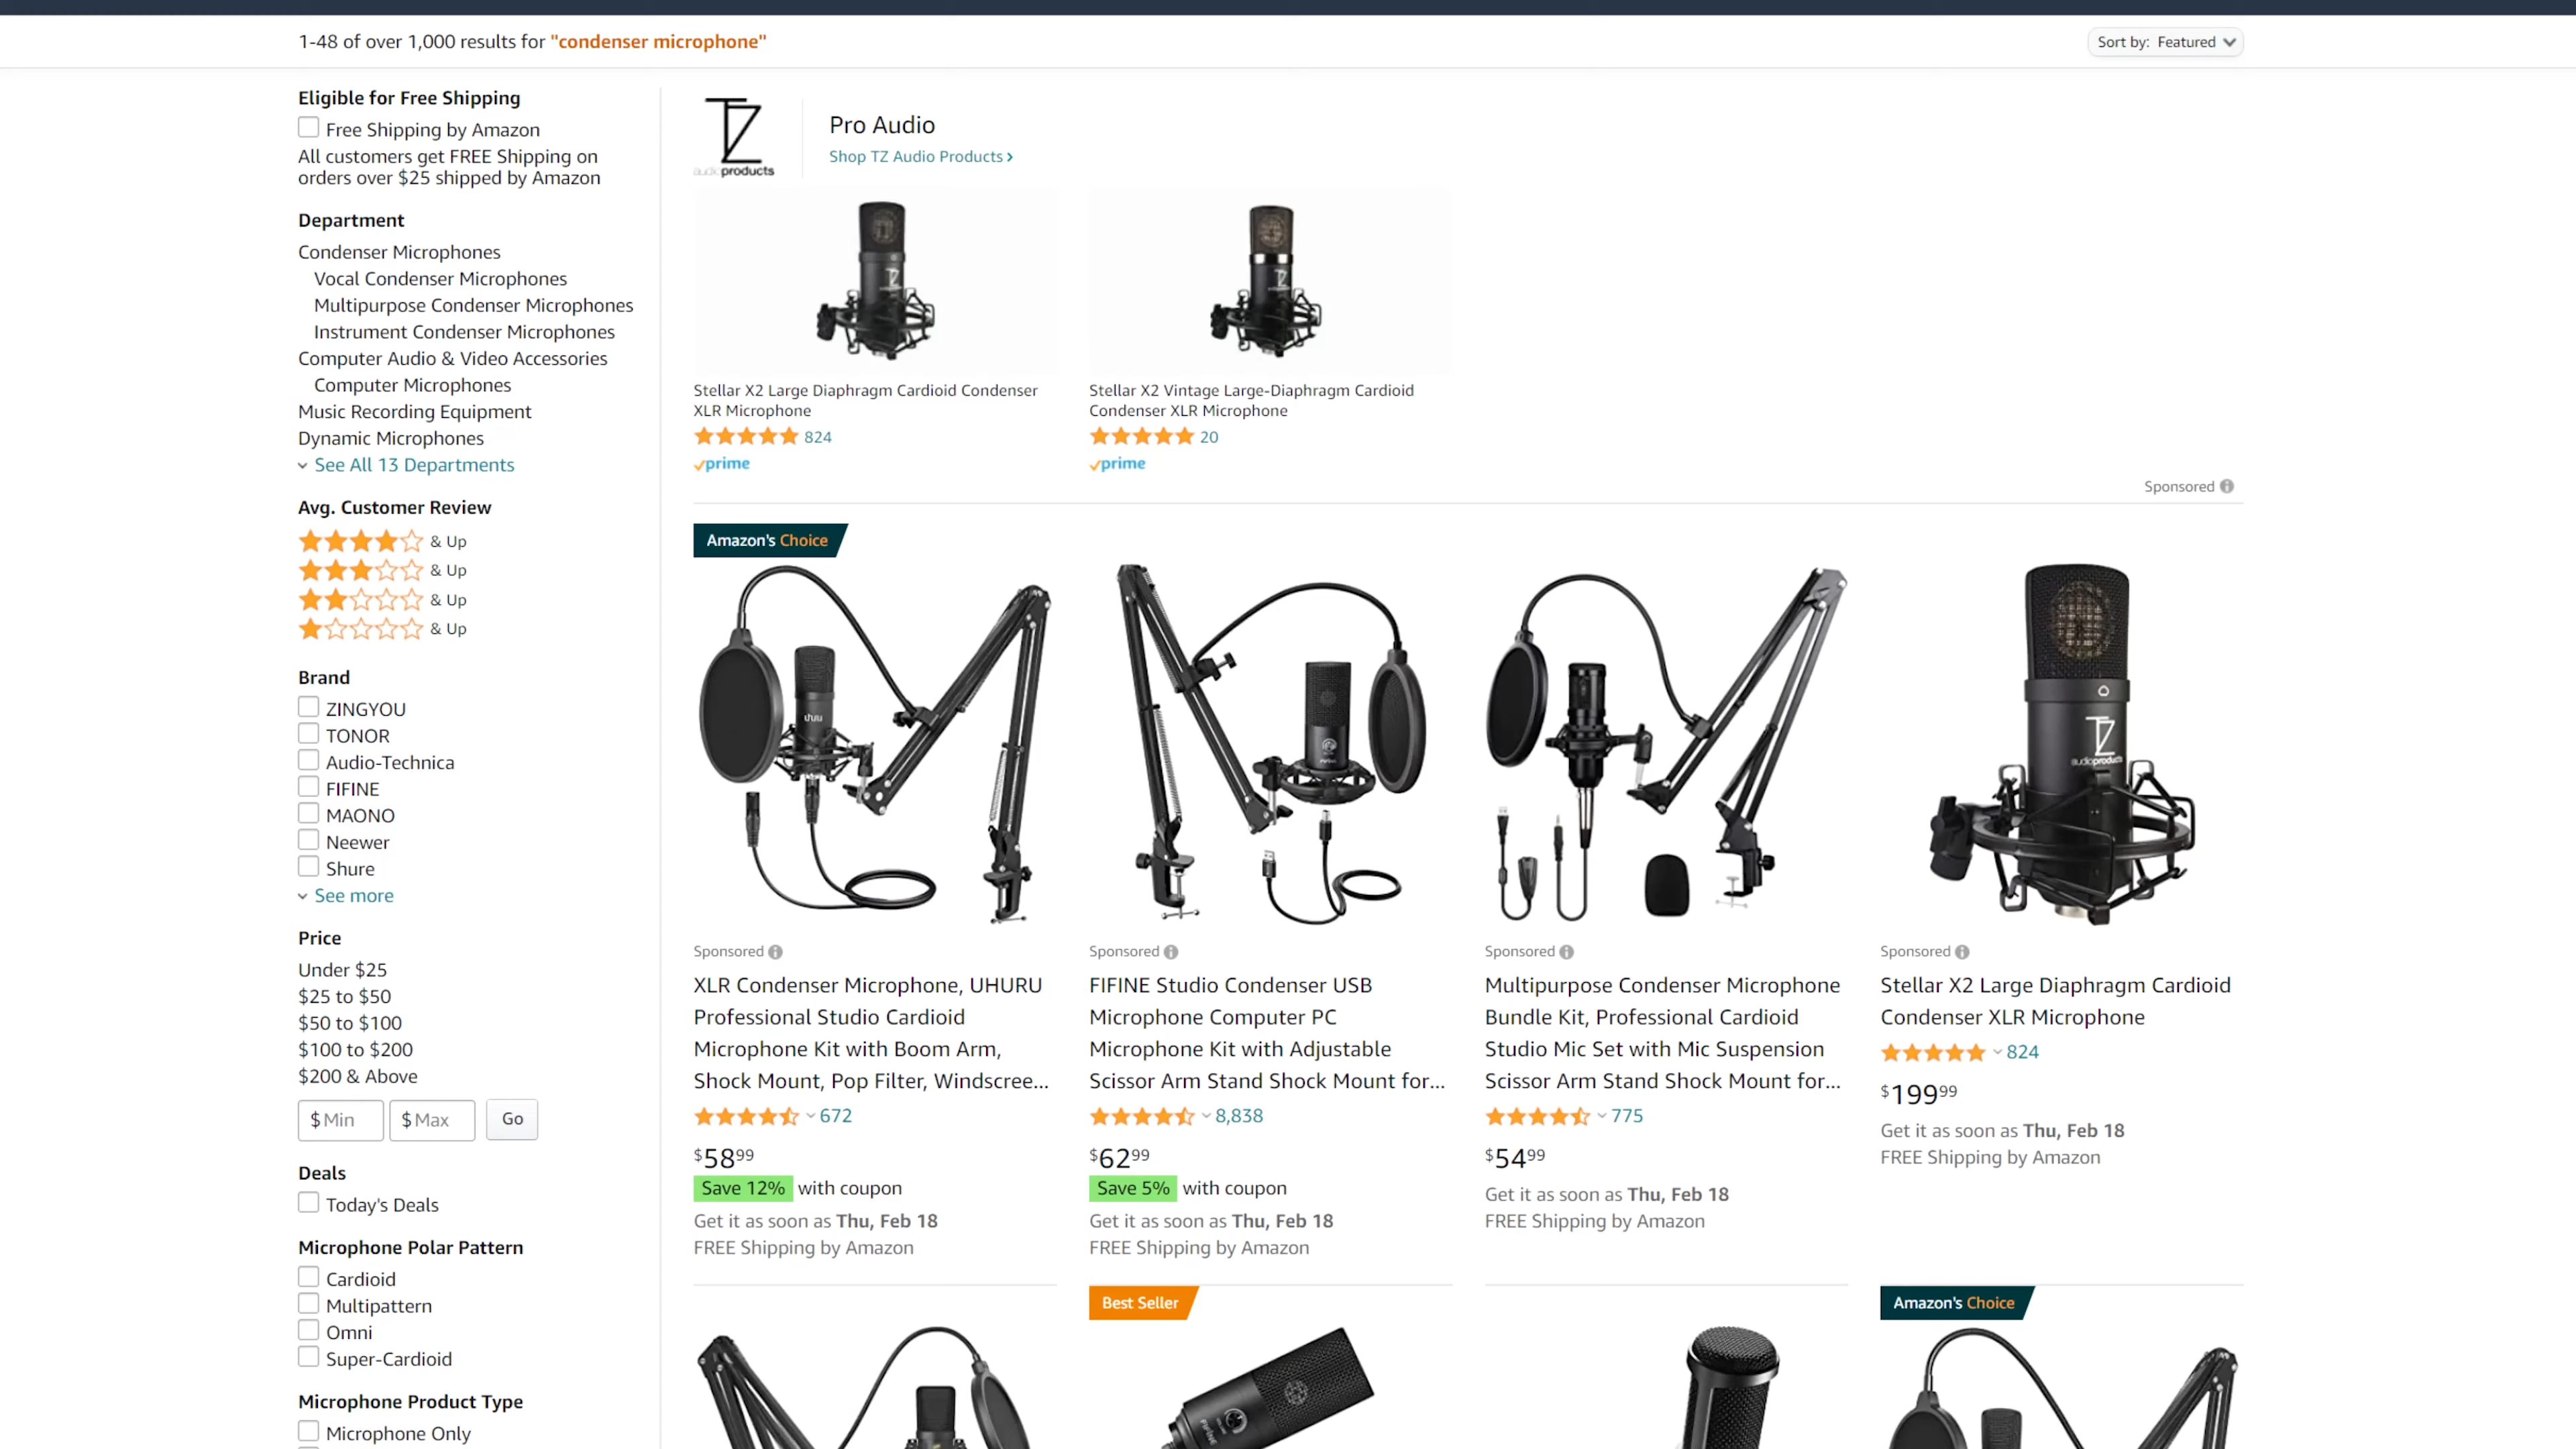 1-48 of over 1,000 results for "condenser microphone"
Sort by: Featured
Eligible for Free Shipping
Free Shipping by Amazon
All customers get FREE Shipping on
orders over $25 shipped by Amazon
Department
Condenser Microphones
Vocal Condenser Microphones
Multipurpose Condenser Microphones
Instrument Condenser Microphones
Computer Audio & Video Accessories
Computer Microphones
Music Recording Equipment
Dynamic Microphones
See All 13 Departments
Avg. Customer Review
& Up
& Up
& Up
& Up
Brand
ZINGYOU
TONOR
Audio-Technica
FIFINE
MAONO
Neewer
Shure
See more
Price
Under $25
$25 to $50
$50 to $100
$100 to $200
$200 & Above
$ Min
$ Max
Go
Deals
Today's Deals
Microphone Polar Pattern
Cardioid
Multipattern
Omni
Super-Cardioid
Microphone Product Type
Microphone Only
TZ
audioproducts
Pro Audio
Shop TZ Audio Products ›
TZ
TZ
Stellar X2 Large Diaphragm Cardioid Condenser
XLR Microphone
824
prime
Stellar X2 Vintage Large-Diaphragm Cardioid
Condenser XLR Microphone
20
prime
Sponsored
Amazon's Choice
Sponsored
XLR Condenser Microphone, UHURU
Professional Studio Cardioid
Microphone Kit with Boom Arm,
Shock Mount, Pop Filter, Windscree...
672
$58.99
Save 12% with coupon
Get it as soon as Thu, Feb 18
FREE Shipping by Amazon
FIFINE
Sponsored
FIFINE Studio Condenser USB
Microphone Computer PC
Microphone Kit with Adjustable
Scissor Arm Stand Shock Mount for...
8,838
$62.99
Save 5% with coupon
Get it as soon as Thu, Feb 18
FREE Shipping by Amazon
Sponsored
Multipurpose Condenser Microphone
Bundle Kit, Professional Cardioid
Studio Mic Set with Mic Suspension
Scissor Arm Stand Shock Mount for...
775
$54.99
Get it as soon as Thu, Feb 18
FREE Shipping by Amazon
TZ
audioproducts
Sponsored
Stellar X2 Large Diaphragm Cardioid
Condenser XLR Microphone
824
$199.99
Get it as soon as Thu, Feb 18
FREE Shipping by Amazon
Best Seller
FIFINE
Amazon's Choice